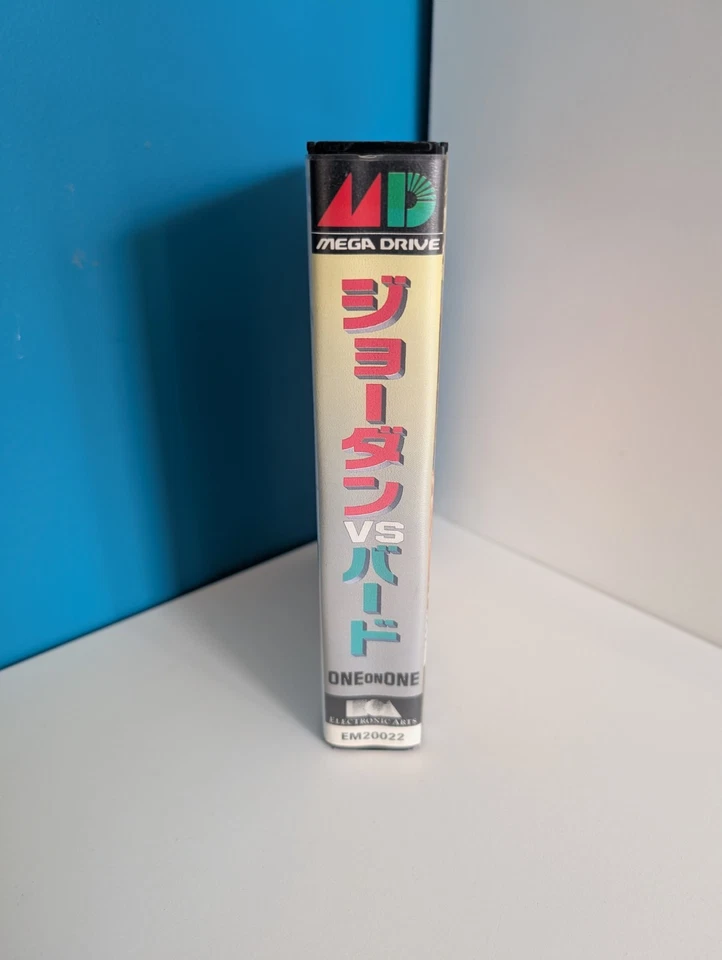 MD
MEGA DRIVE
ジョーダン
VS
バード
ONE ON ONE
ELECTRONIC ARTS
EM20022